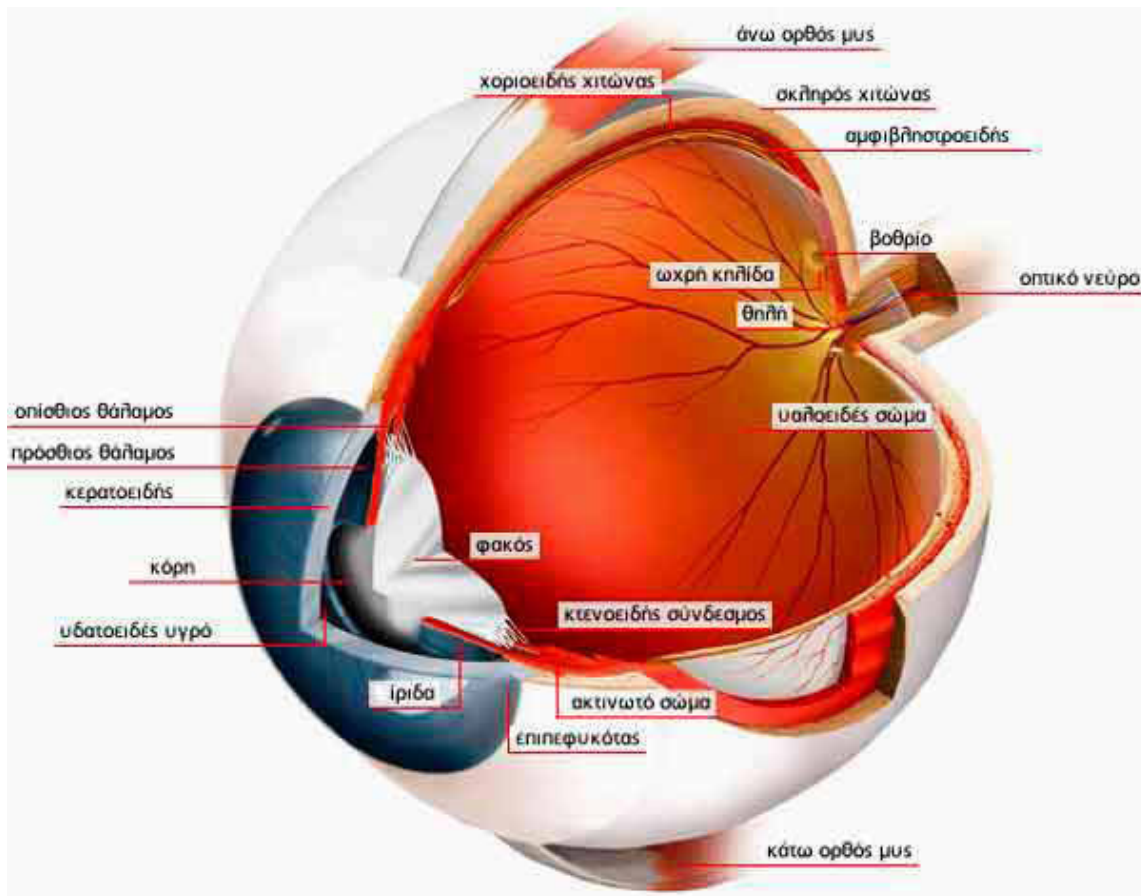 άνω ορθός μυς
χοριοειδής χιτώνας
σκληρός χιτώνας
αμφιβληστροειδής
βοθρίο
ωχρή κηλίδα
οπτικό νεύρο
θηλή
οπίσθιος θάλαμος
υαλοειδές σώμα
πρόσθιος θάλαμος
κερατοειδής
φακός
κόρη
κτενοειδής σύνδεσμος
υδατοειδές υγρό
ίριδα
ακτινωτό σώμα
επιπεφυκότας
κάτω ορθός μυς